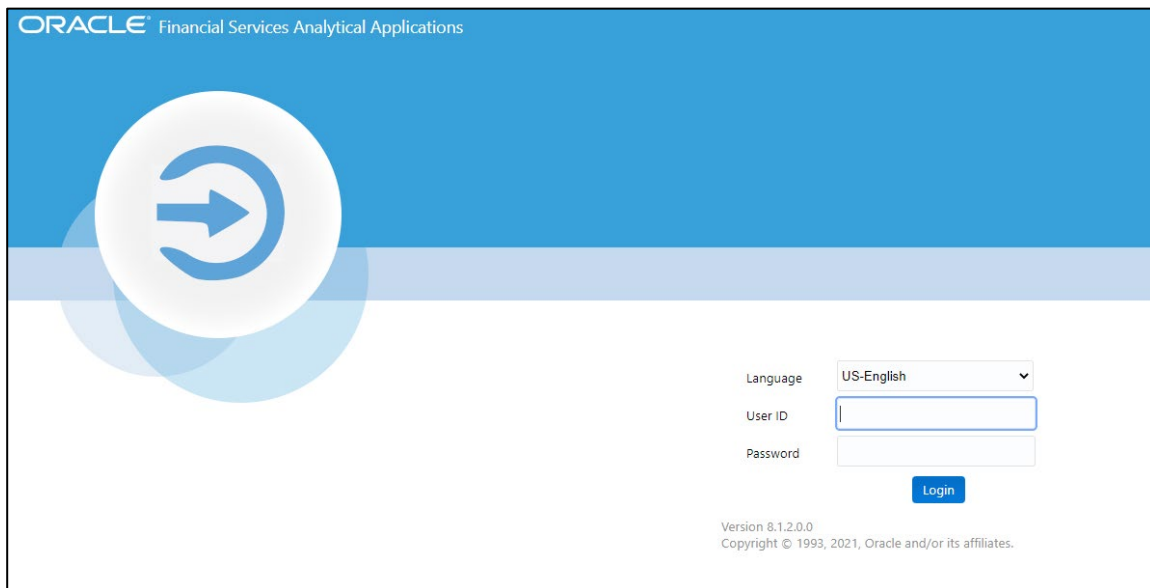 ORACLE® Financial Services Analytical Applications
Language US-English
User ID
Password
Login
Version 8.1.2.0.0
Copyright © 1993, 2021, Oracle and/or its affiliates.